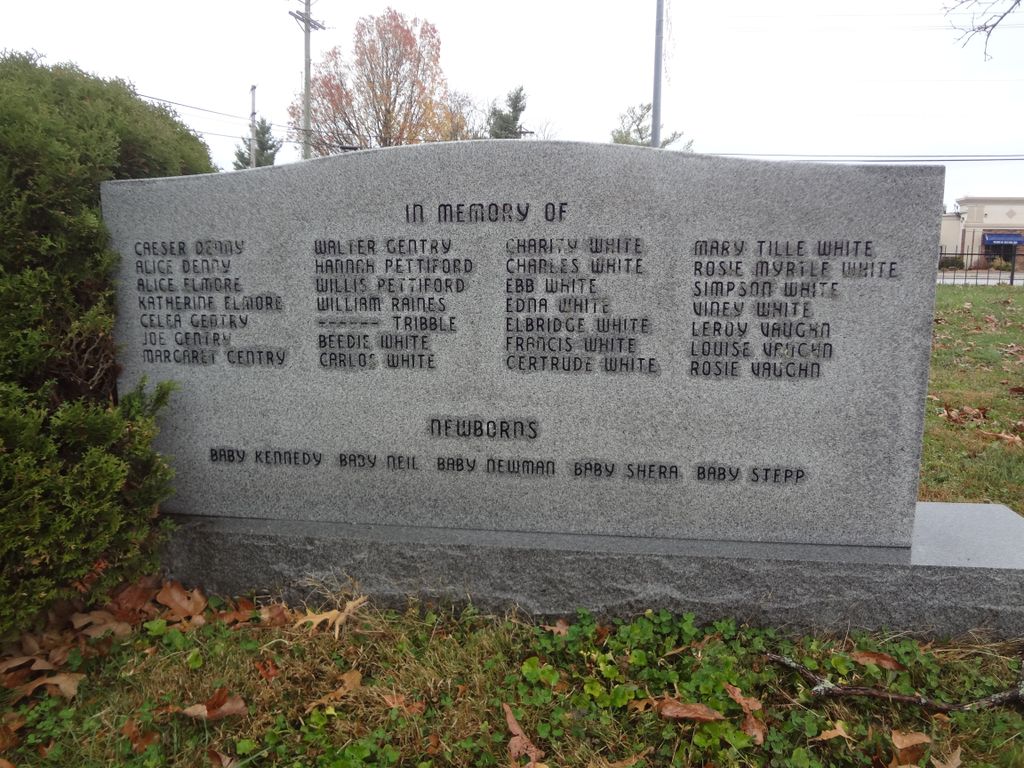 IN MEMORY OF
CAESER DENNY
ALICE DENNY
ALICE ELMORE
KATHERINE ELMORE
CELEA GENTRY
JOE GENTRY
MARGARET GENTRY
WALTER GENTRY
HANNAH PETTIFORD
WILLIS PETTIFORD
WILLIAM RAINES
------ TRIBBLE
BEEDIE WHITE
CARLOS WHITE
CHARITY WHITE
CHARLES WHITE
EBB WHITE
EDNA WHITE
ELBRIDGE WHITE
FRANCIS WHITE
GERTRUDE WHITE
MARY TILLE WHITE
ROSIE MYRTLE WHITE
SIMPSON WHITE
VINEY WHITE
LEROY VAUGHN
LOUISE VAUGHN
ROSIE VAUGHN
NEWBORNS
BABY KENNEDY BABY NEIL BABY NEWMAN BABY SHERA BABY STEPP